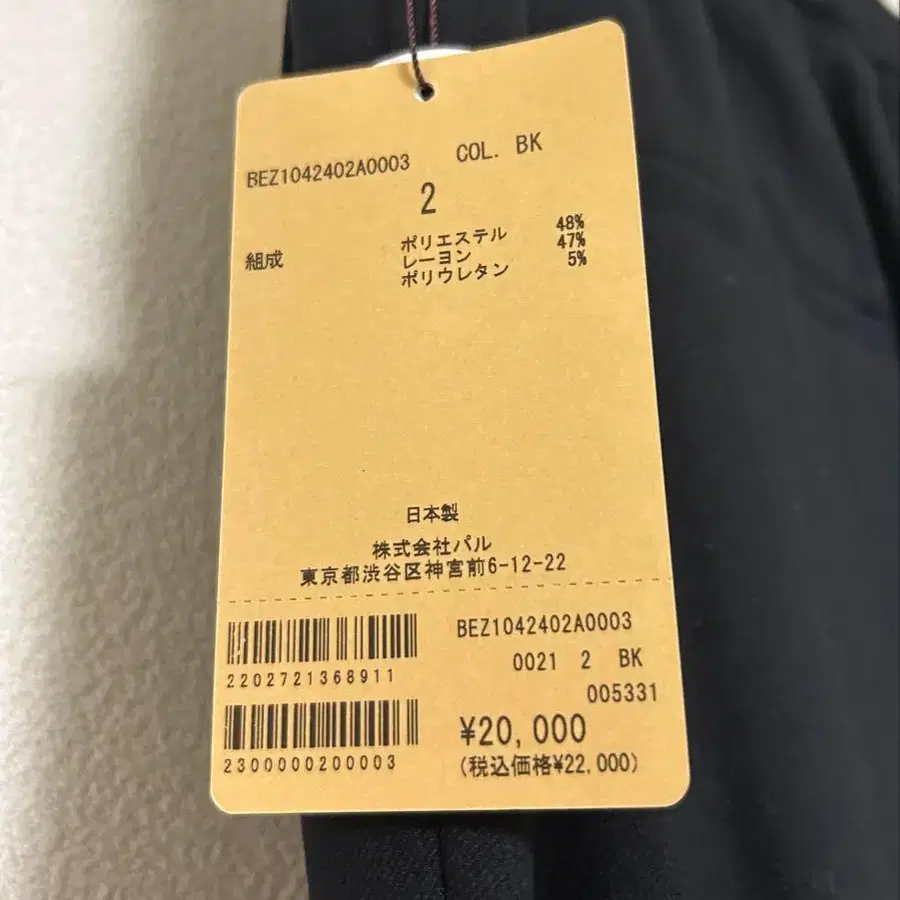 BEZ1042402A0003 COL. BK
2
組成 ポリエステル 48%
レーヨン 47%
ポリウレタン 5%
日本製
株式会社パル
東京都渋谷区神宮前6-12-22
BEZ1042402A0003
0021 2 BK
2202721368911
005331
¥20,000
2300000200003
(税込価格¥22,000)